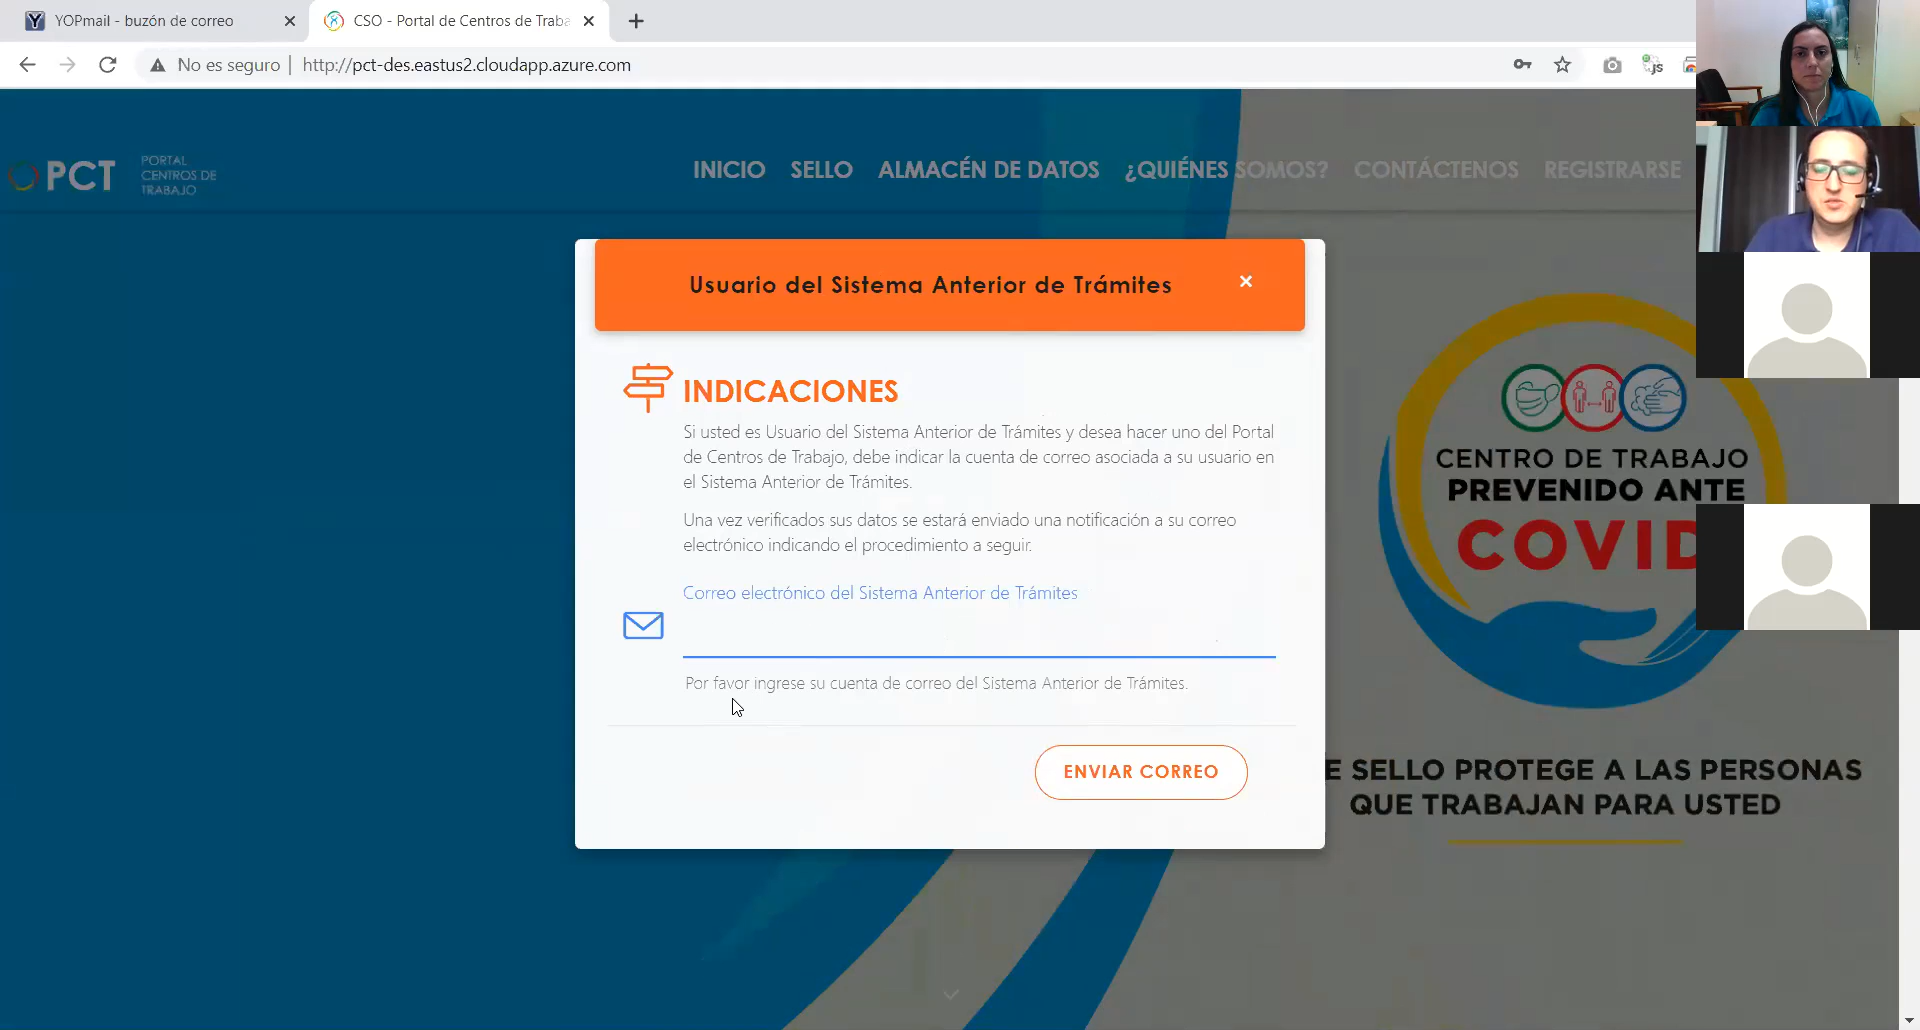 YOPmail - buzón de correo
CSO - Portal de Centros de Traba
No es seguro | http://pct-des.eastus2.cloudapp.azure.com
PCT
PORTAL
CENTROS DE
TRABAJO
INICIO SELLO ALMACÉN DE DATOS ¿QUIÉNES SOMOS? CONTÁCTENOS REGISTRARSE
Usuario del Sistema Anterior de Trámites
INDICACIONES
Si usted es Usuario del Sistema Anterior de Trámites y desea hacer uno del Portal
de Centros de Trabajo, debe indicar la cuenta de correo asociada a su usuario en
el Sistema Anterior de Trámites.
Una vez verificados sus datos se estará enviado una notificación a su correo
electrónico indicando el procedimiento a seguir.
Correo electrónico del Sistema Anterior de Trámites
Por favor ingrese su cuenta de correo del Sistema Anterior de Trámites.
ENVIAR CORREO
CENTRO DE TRABAJO
PREVENIDO ANTE
COVID
E SELLO PROTEGE A LAS PERSONAS
QUE TRABAJAN PARA USTED